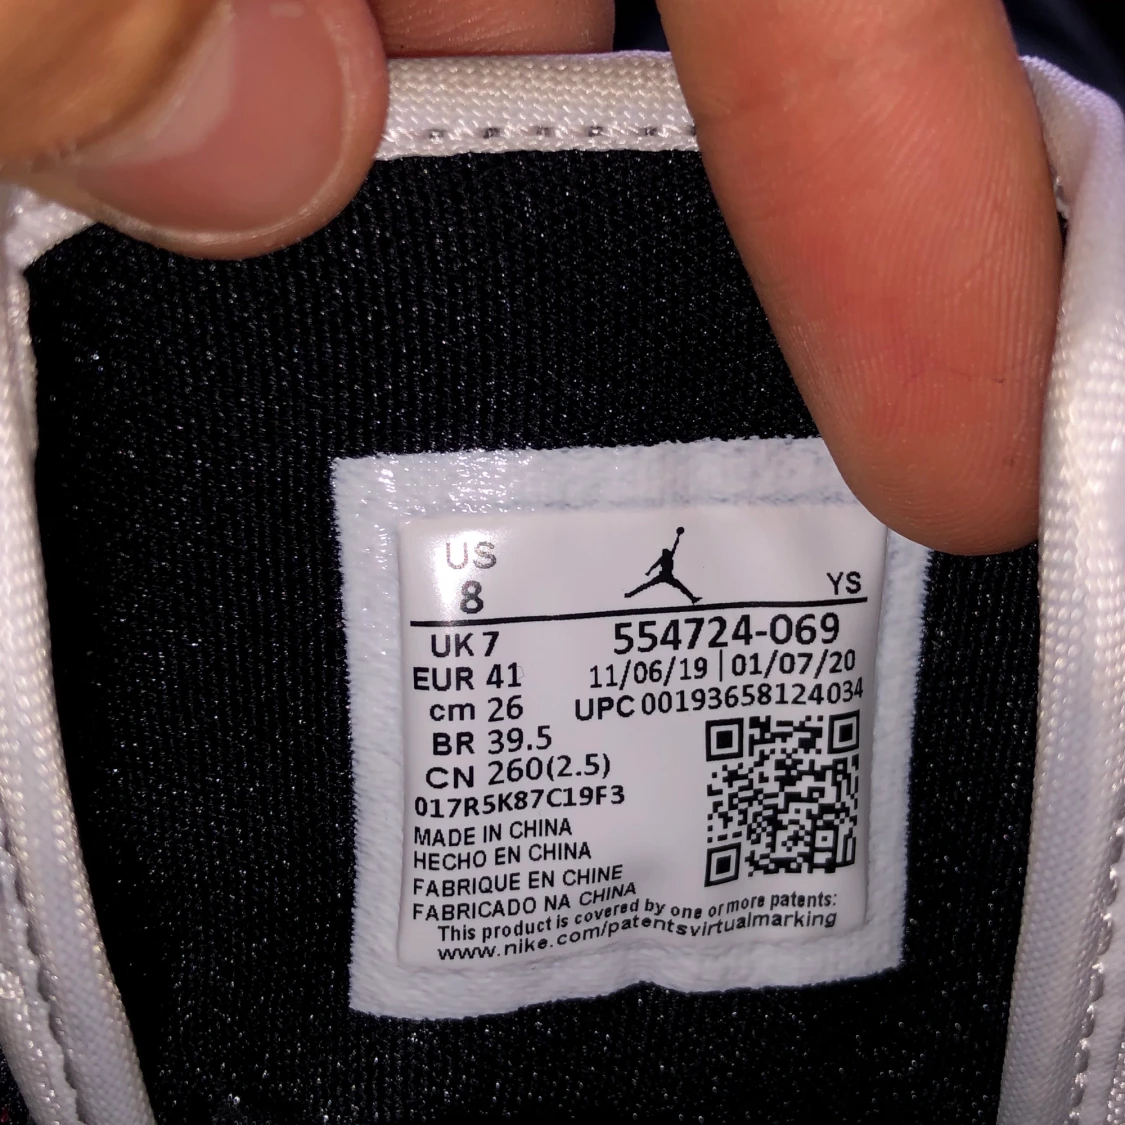 US
8
YS
UK 7
554724-069
EUR 41
11/06/19 | 01/07/20
cm 26
UPC 00193658124034
BR 39.5
CN 260(2.5)
017R5K87C19F3
MADE IN CHINA
HECHO EN CHINA
FABRIQUE EN CHINE
FABRICADO NA CHINA
This product is covered by one or more patents:
www.nike.com/patentsvirtualmarking